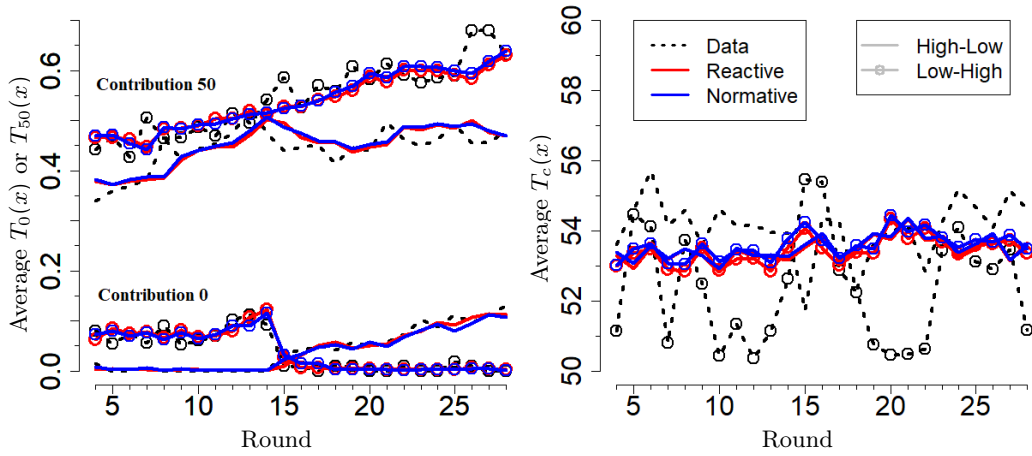 Average T₀(x) or T₅₀(x)
0.0 0.2 0.4 0.6
Contribution 50
Contribution 0
5 10 15 20 25
Round
Average T_c(x)
50 52 54 56 58 60
Data
Reactive
Normative
High-Low
Low-High
5 10 15 20 25
Round